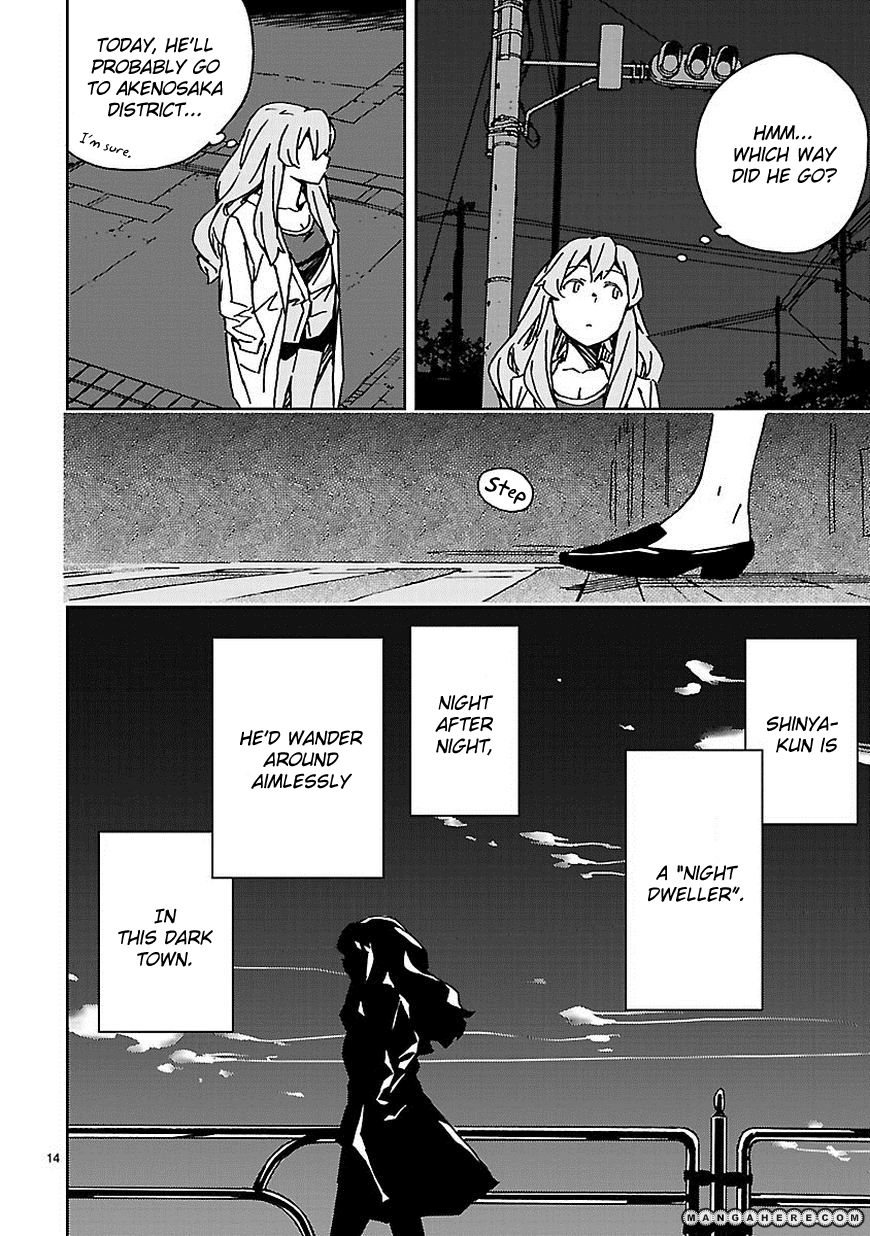 HMM...
WHICH WAY
DID HE GO?
TODAY, HE'LL
PROBABLY GO
TO AKENOSAKA
DISTRICT...
I'm sure.
Step
SHINYA-
KUN IS
A "NIGHT
DWELLER".
NIGHT
AFTER
NIGHT,
HE'D WANDER
AROUND
AIMLESSLY
IN
THIS DARK
TOWN.
14
MANGAHERE.COM